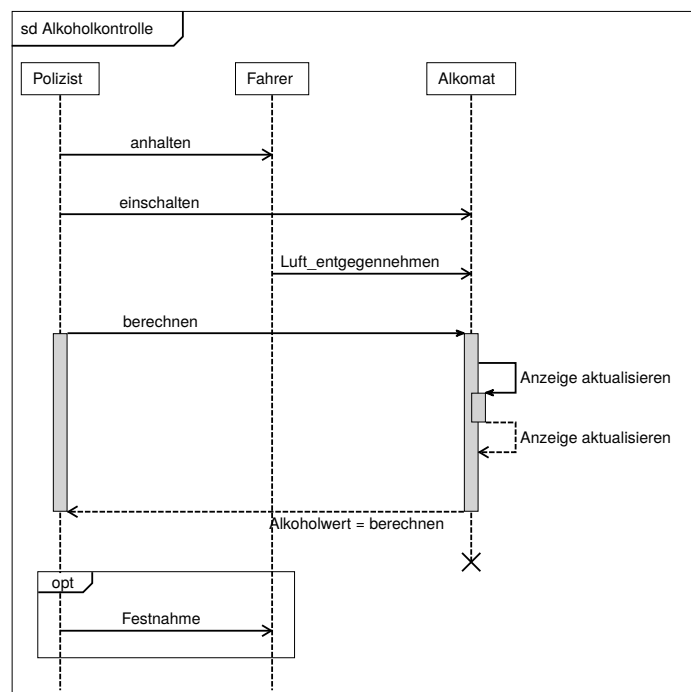 sd Alkoholkontrolle
Polizist
Fahrer
Alkomat
anhalten
einschalten
Luft_entgegennehmen
berechnen
Anzeige aktualisieren
Anzeige aktualisieren
Alkoholwert = berechnen
opt
Festnahme